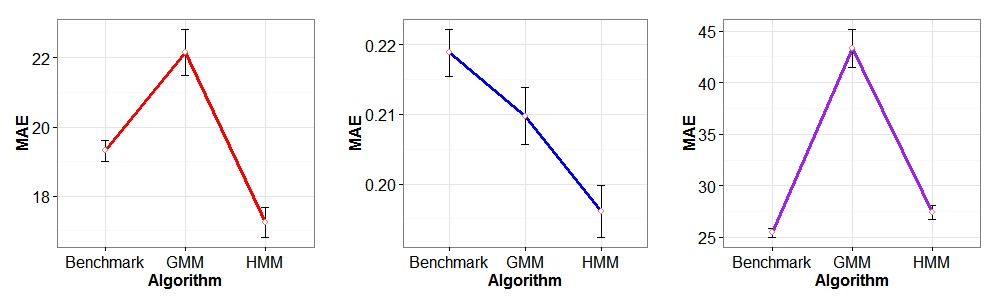 MAE
22
20
18
Benchmark GMM HMM
Algorithm
MAE
0.22
0.21
0.20
Benchmark GMM HMM
Algorithm
MAE
45
40
35
30
25
Benchmark GMM HMM
Algorithm